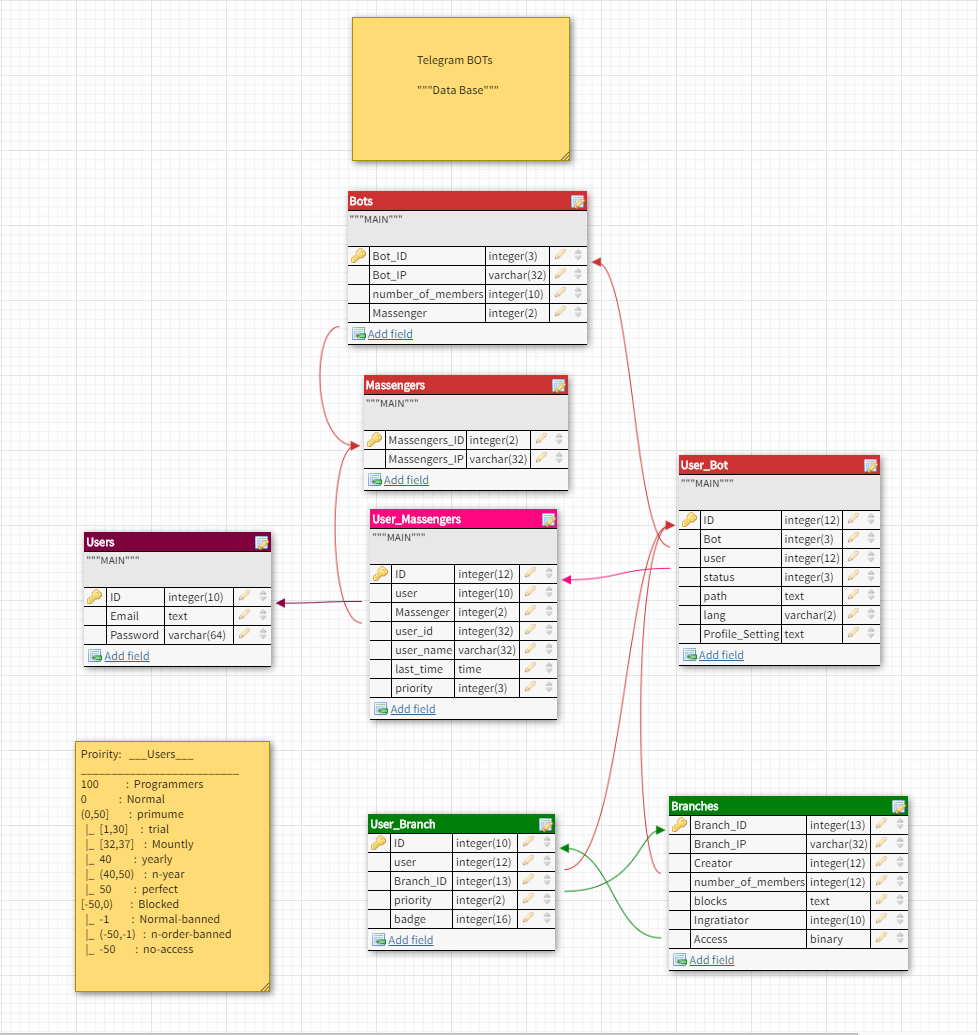 Telegram BOTs
"""Data Base"""
Bots
"""MAIN"""
Bot_ID integer(3)
Bot_IP varchar(32)
number_of_members integer(10)
Massenger integer(2)
Add field
Massengers
"""MAIN"""
Massengers_ID integer(2)
Massengers_IP varchar(32)
Add field
User_Bot
"""MAIN"""
ID integer(12)
Bot integer(3)
user integer(12)
status integer(3)
path text
lang varchar(2)
Profile_Setting text
Add field
User_Massengers
"""MAIN"""
ID integer(12)
user integer(10)
Massenger integer(2)
user_id integer(32)
user_name varchar(32)
last_time time
priority integer(3)
Add field
Users
"""MAIN"""
ID integer(10)
Email text
Password varchar(64)
Add field
Proirity: ___Users___
__________________________
100 : Programmers
0 : Normal
(0,50] : primume
|_ [1,30] : trial
|_ [32,37] : Mountly
|_ 40 : yearly
|_ (40,50) : n-year
|_ 50 : perfect
[-50,0) : Blocked
|_ -1 : Normal-banned
|_ (-50,-1) : n-order-banned
|_ -50 : no-access
User_Branch
ID integer(10)
user integer(12)
Branch_ID integer(13)
priority integer(2)
badge integer(16)
Add field
Branches
Branch_ID integer(13)
Branch_IP varchar(32)
Creator integer(12)
number_of_members integer(12)
blocks text
Ingratiator integer(10)
Access binary
Add field